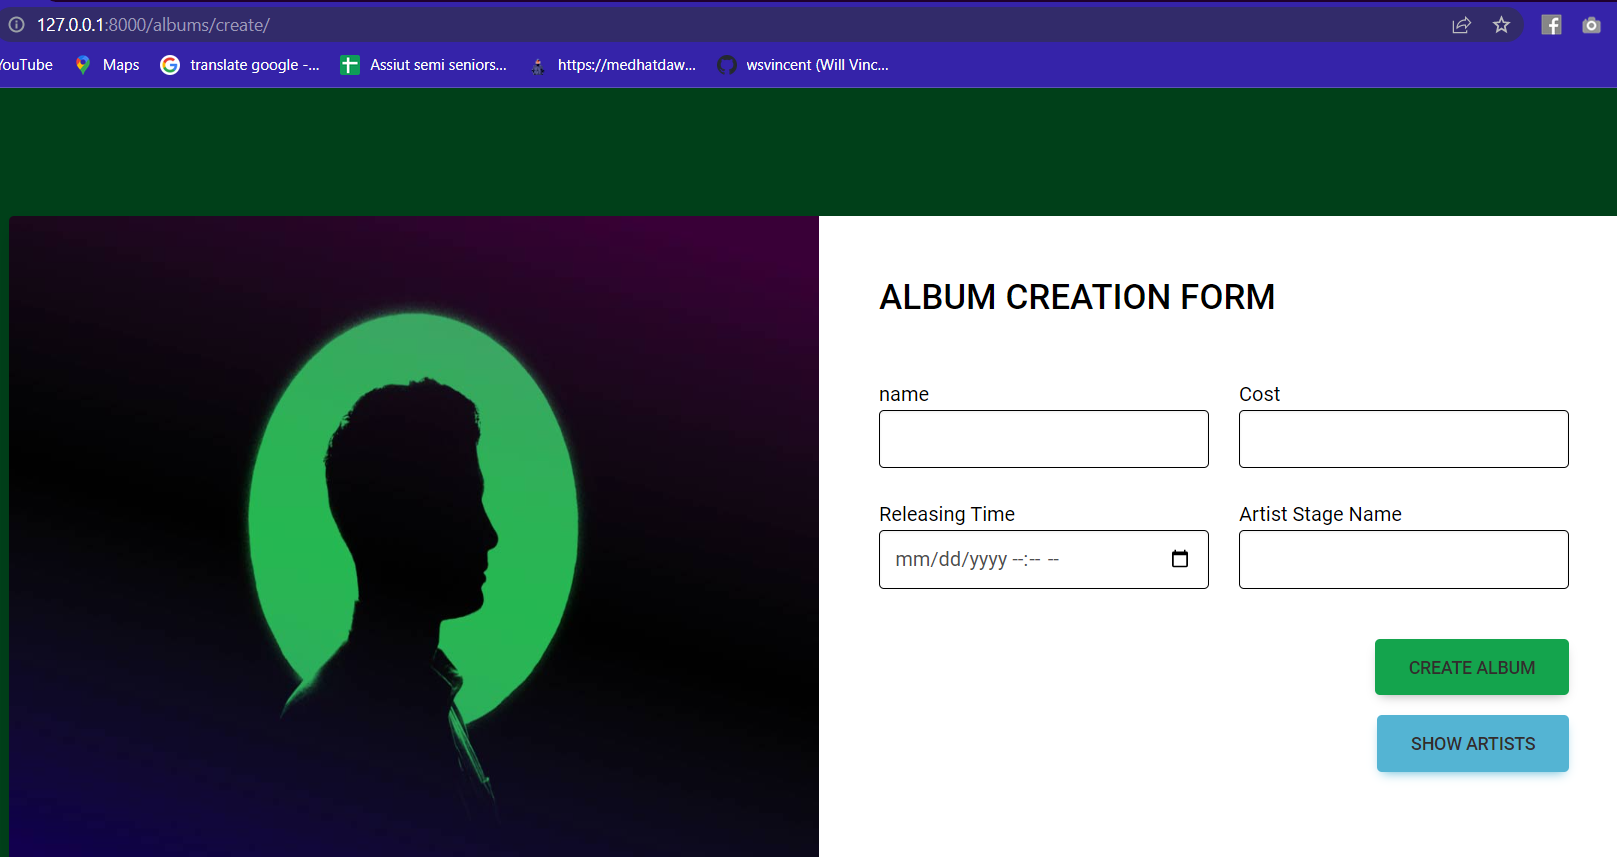 127.0.0.1:8000/albums/create/
YouTube Maps translate google -... Assiut semi seniors... https://medhatdaw... wsvincent (Will Vinc...
ALBUM CREATION FORM
name Cost
Releasing Time Artist Stage Name
mm/dd/yyyy --:-- --
CREATE ALBUM
SHOW ARTISTS